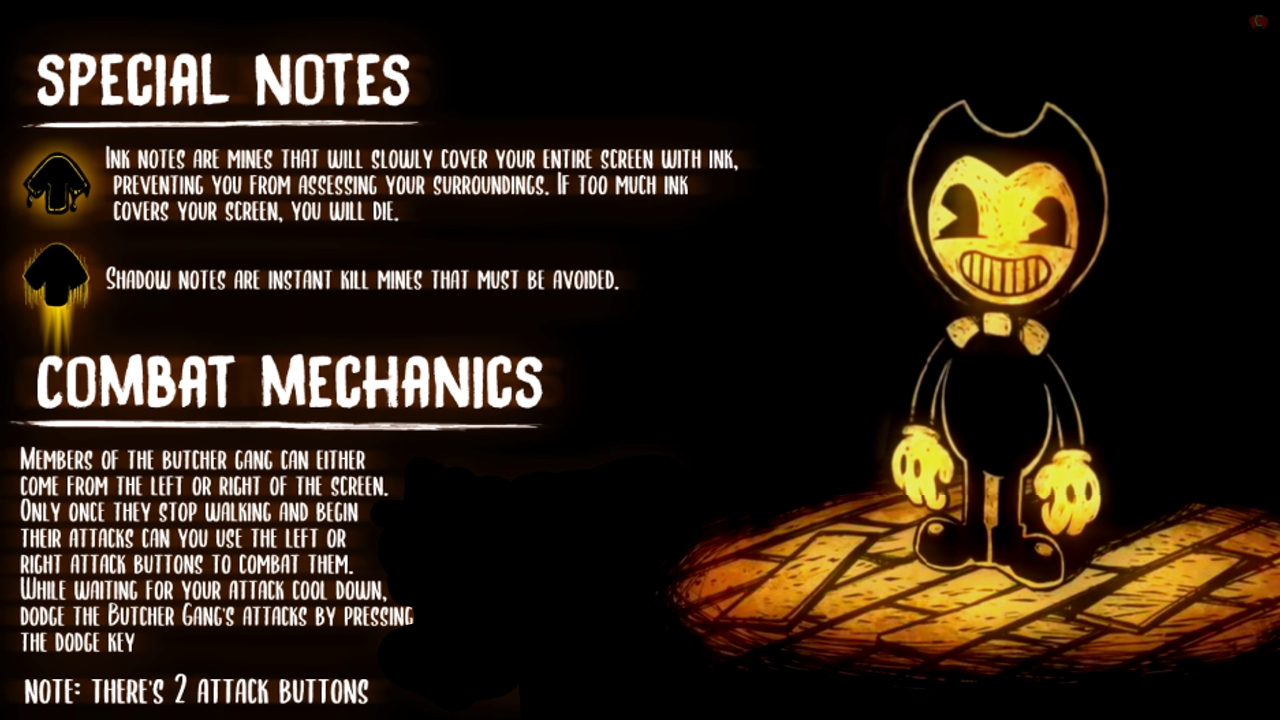 SPECIAL NOTES
INK NOTES ARE MINES THAT WILL SLOWLY COVER YOUR ENTIRE SCREEN WITH INK,
PREVENTING YOU FROM ASSESSING YOUR SURROUNDINGS. IF TOO MUCH INK
COVERS YOUR SCREEN, YOU WILL DIE.
SHADOW NOTES ARE INSTANT KILL MINES THAT MUST BE AVOIDED.
COMBAT MECHANICS
MEMBERS OF THE BUTCHER GANG CAN EITHER
COME FROM THE LEFT OR RIGHT OF THE SCREEN.
ONLY ONCE THEY STOP WALKING AND BEGIN
THEIR ATTACKS CAN YOU USE THE LEFT OR
RIGHT ATTACK BUTTONS TO COMBAT THEM.
WHILE WAITING FOR YOUR ATTACK COOL DOWN,
DODGE THE BUTCHER GANG'S ATTACKS BY PRESSING
THE DODGE KEY
NOTE: THERE'S 2 ATTACK BUTTONS